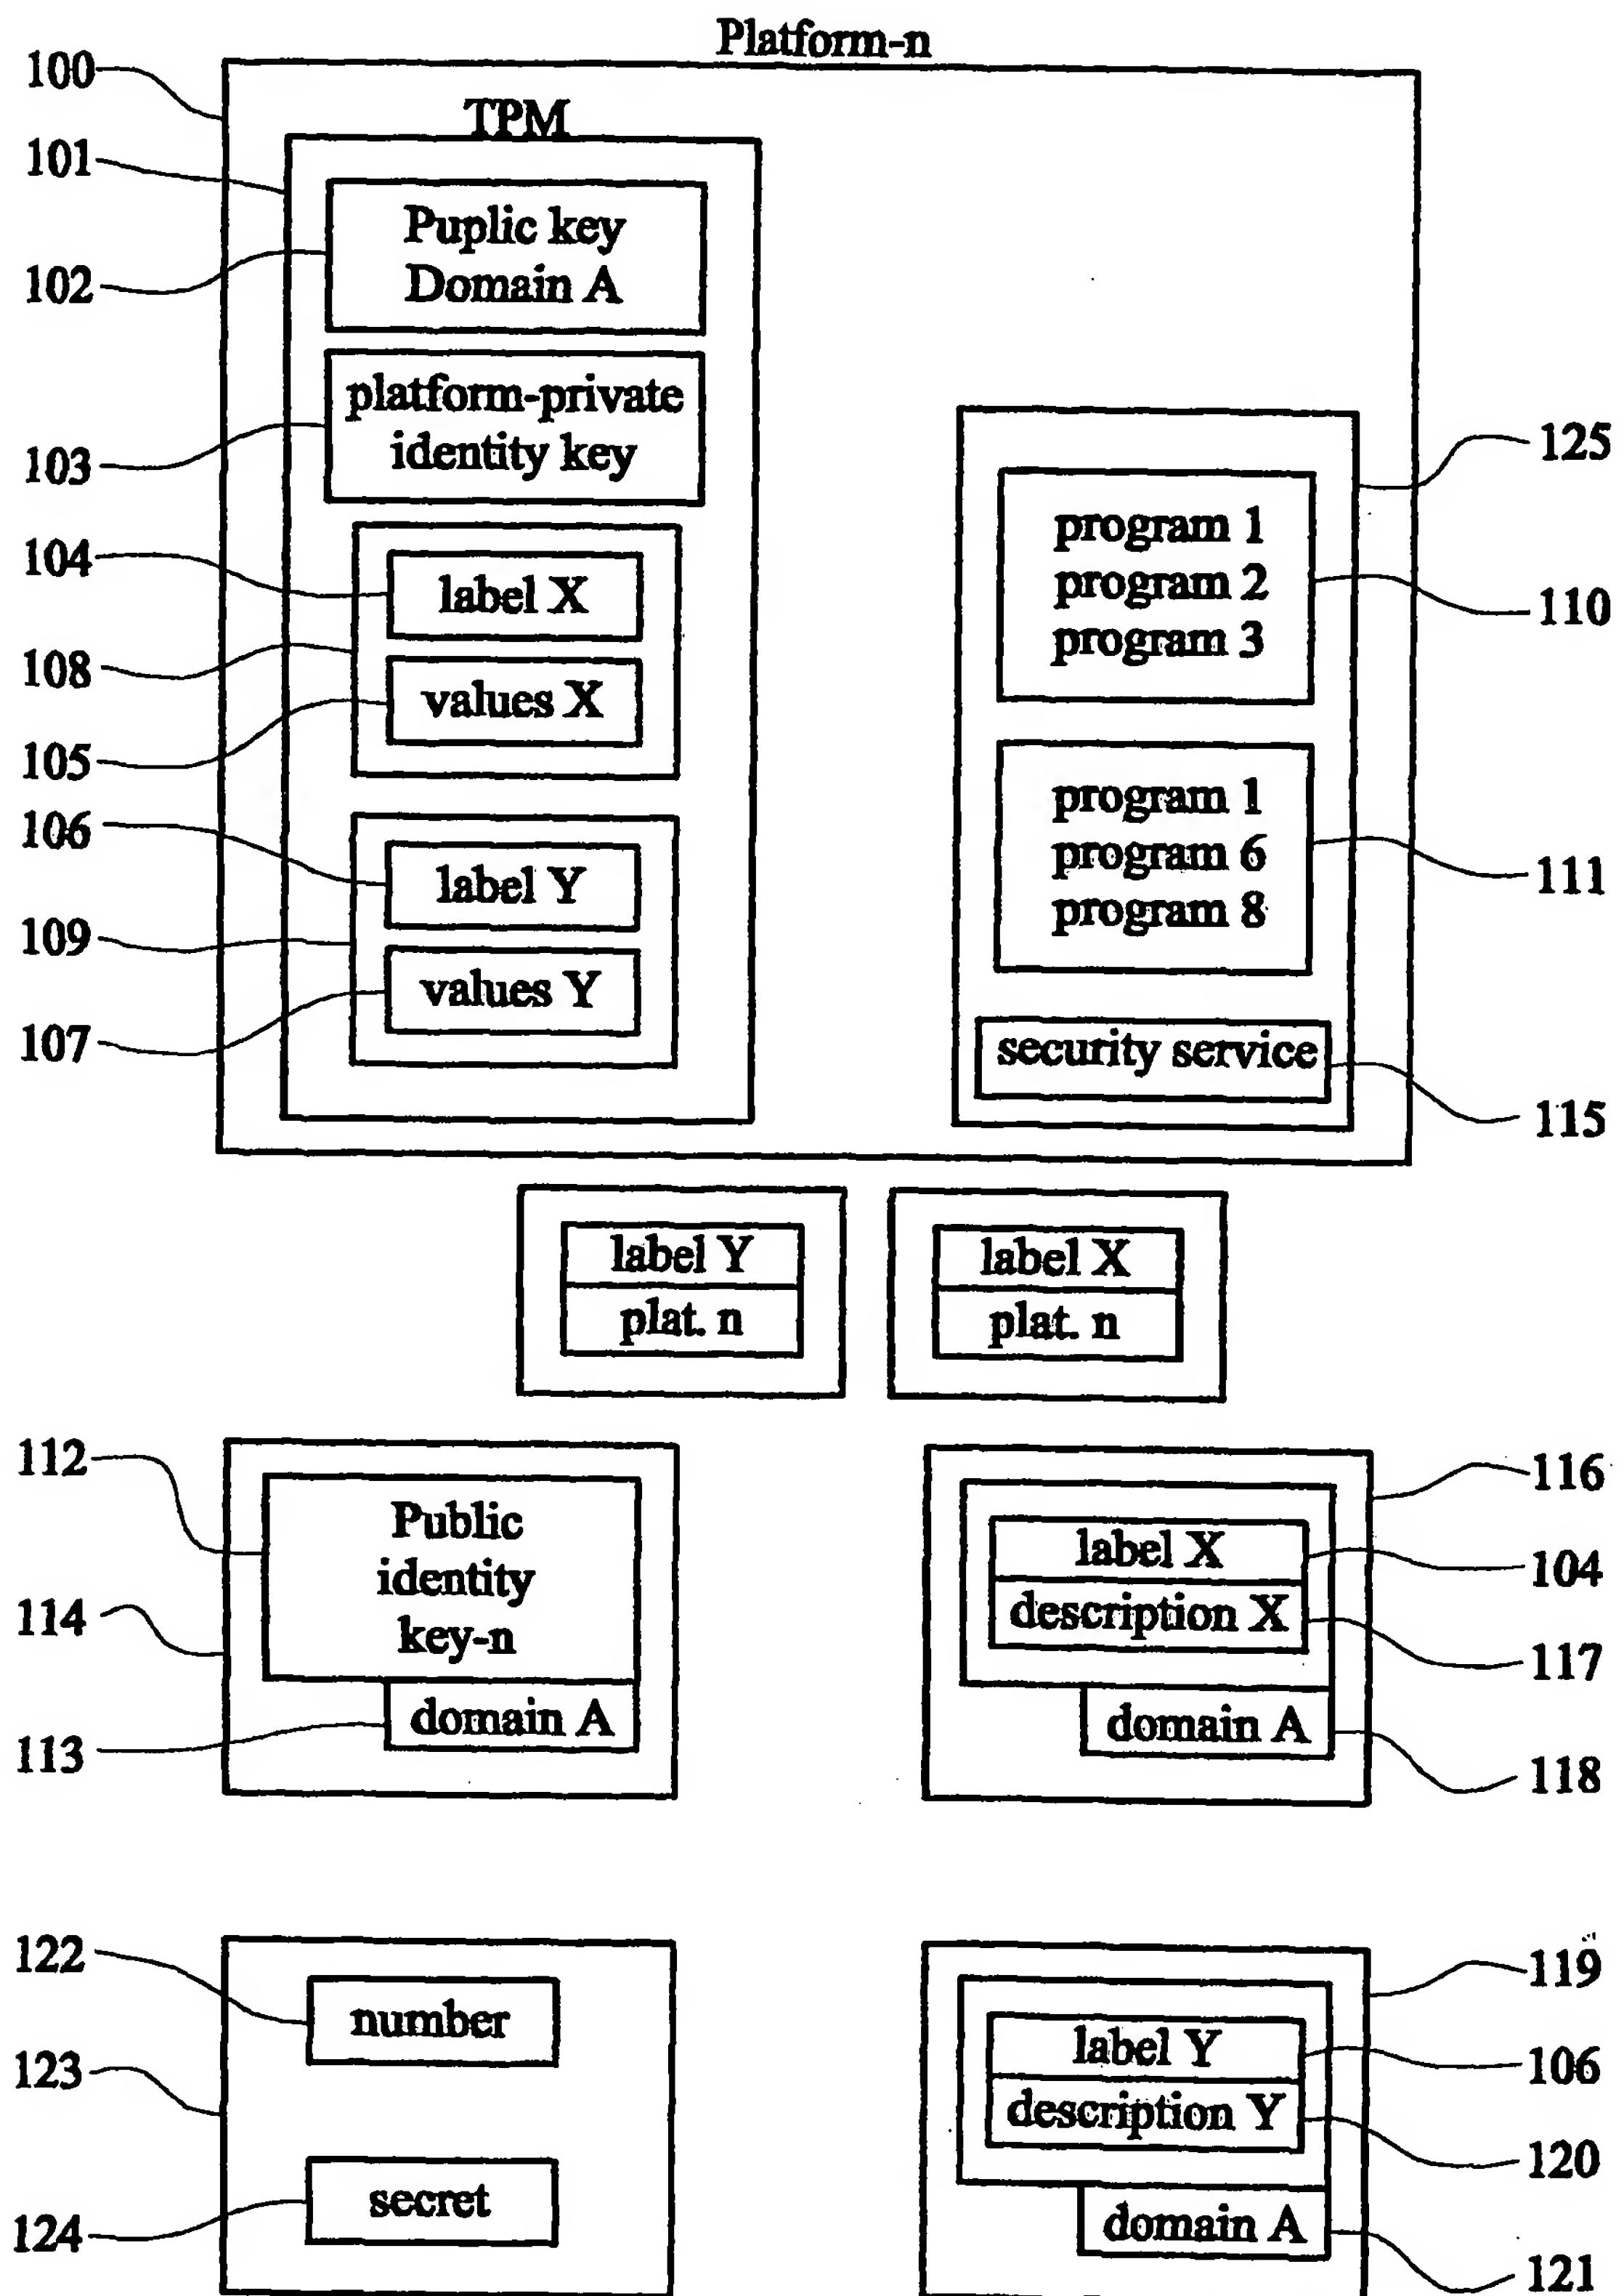 Platform-n
100
TPM
101
Puplic key
Domain A
102
platform-private
identity key
103
125
program 1
program 2
program 3
110
104
label X
108
values X
105
program 1
program 6
program 8
111
106
label Y
109
values Y
107
security service
115
label Y
plat. n
label X
plat. n
112
Public
identity
key-n
114
domain A
113
116
label X
104
description X
117
domain A
118
122
number
123
secret
124
119
label Y
106
description Y
120
domain A
121